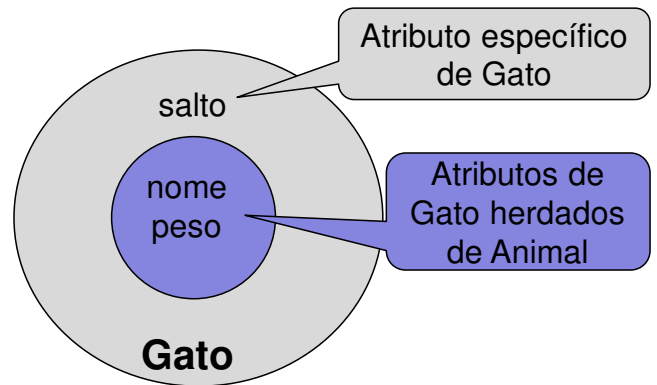 Atributo específico
de Gato
salto
nome
peso
Atributos de
Gato herdados
de Animal
Gato